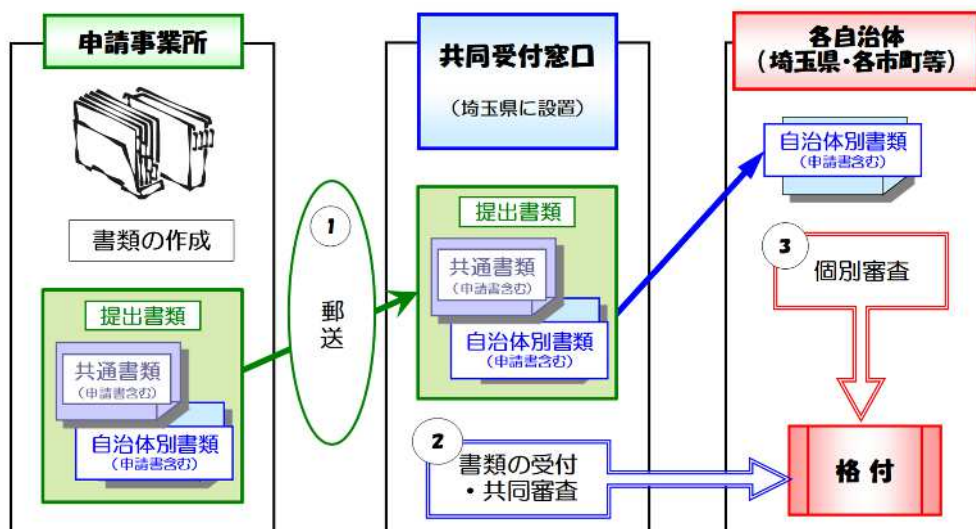 申請事業所
書類の作成
提出書類
共通書類
(申請書含む)
自治体別書類
(申請書含む)
1
郵送
共同受付窓口
(埼玉県に設置)
提出書類
共通書類
(申請書含む)
自治体別書類
(申請書含む)
2
書類の受付
・共同審査
各自治体
(埼玉県・各市町等)
自治体別書類
(申請書含む)
3
個別審査
格付